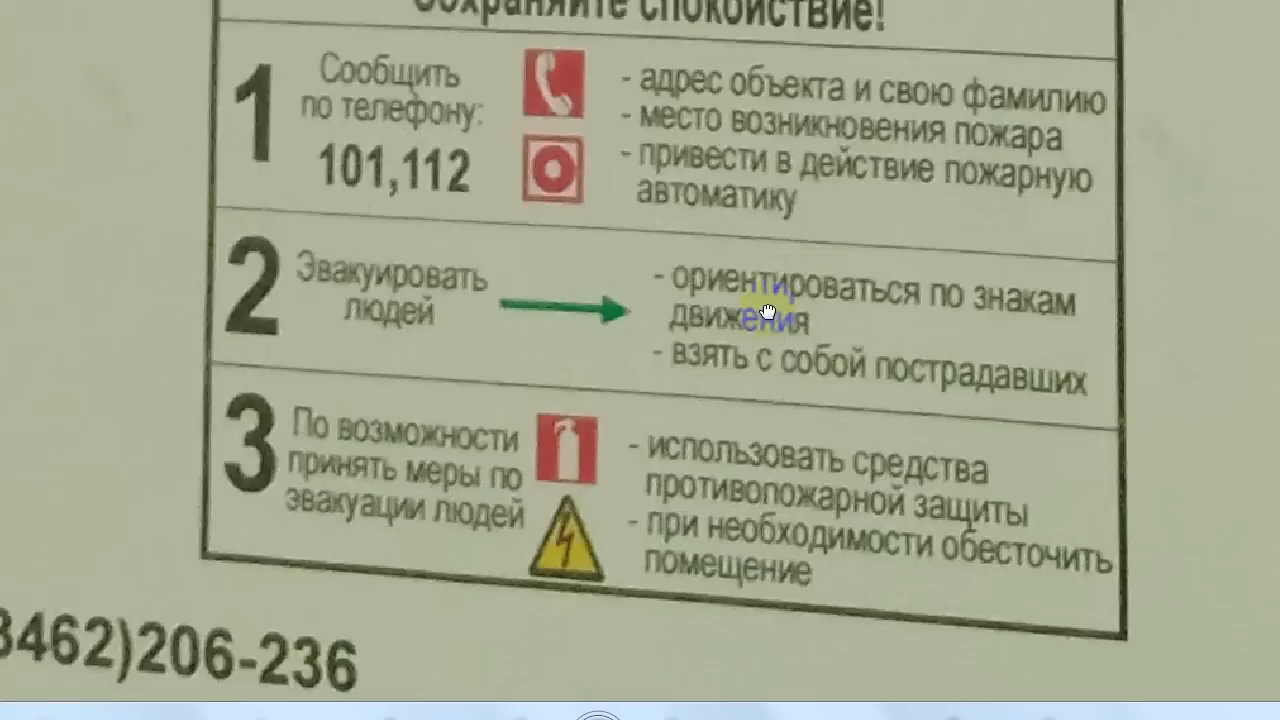 Сохраняйте спокойствие!
1
Сообщить
по телефону:
101,112
- адрес объекта и свою фамилию
- место возникновения пожара
- привести в действие пожарную
автоматику
2
Эвакуировать
людей
- ориентироваться по знакам
движения
- взять с собой пострадавших
3
По возможности
принять меры по
эвакуации людей
- использовать средства
противопожарной защиты
- при необходимости обесточить
помещение
3462)206-236